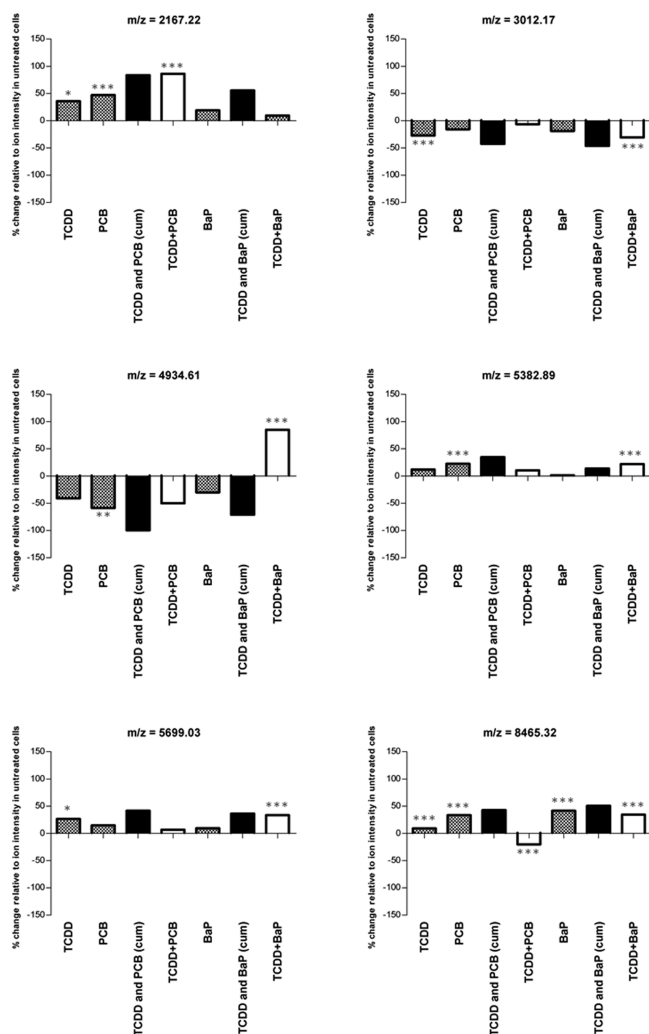 m/z = 2167.22
% change relative to ion intensity in untreated cells
150
100
50
0
-50
-100
-150
*
***
***
TCDD
PCB
TCDD and PCB (cum)
TCDD+PCB
BaP
TCDD and BaP (cum)
TCDD+BaP
m/z = 3012.17
% change relative to ion intensity in untreated cells
150
100
50
0
-50
-100
-150
***
***
TCDD
PCB
TCDD and PCB (cum)
TCDD+PCB
BaP
TCDD and BaP (cum)
TCDD+BaP
m/z = 4934.61
% change relative to ion intensity in untreated cells
150
100
50
0
-50
-100
-150
**
***
TCDD
PCB
TCDD and PCB (cum)
TCDD+PCB
BaP
TCDD and BaP (cum)
TCDD+BaP
m/z = 5382.89
% change relative to ion intensity in untreated cells
150
100
50
0
-50
-100
-150
***
***
TCDD
PCB
TCDD and PCB (cum)
TCDD+PCB
BaP
TCDD and BaP (cum)
TCDD+BaP
m/z = 5699.03
% change relative to ion intensity in untreated cells
150
100
50
0
-50
-100
-150
*
***
TCDD
PCB
TCDD and PCB (cum)
TCDD+PCB
BaP
TCDD and BaP (cum)
TCDD+BaP
m/z = 8465.32
% change relative to ion intensity in untreated cells
150
100
50
0
-50
-100
-150
***
***
***
***
***
TCDD
PCB
TCDD and PCB (cum)
TCDD+PCB
BaP
TCDD and BaP (cum)
TCDD+BaP